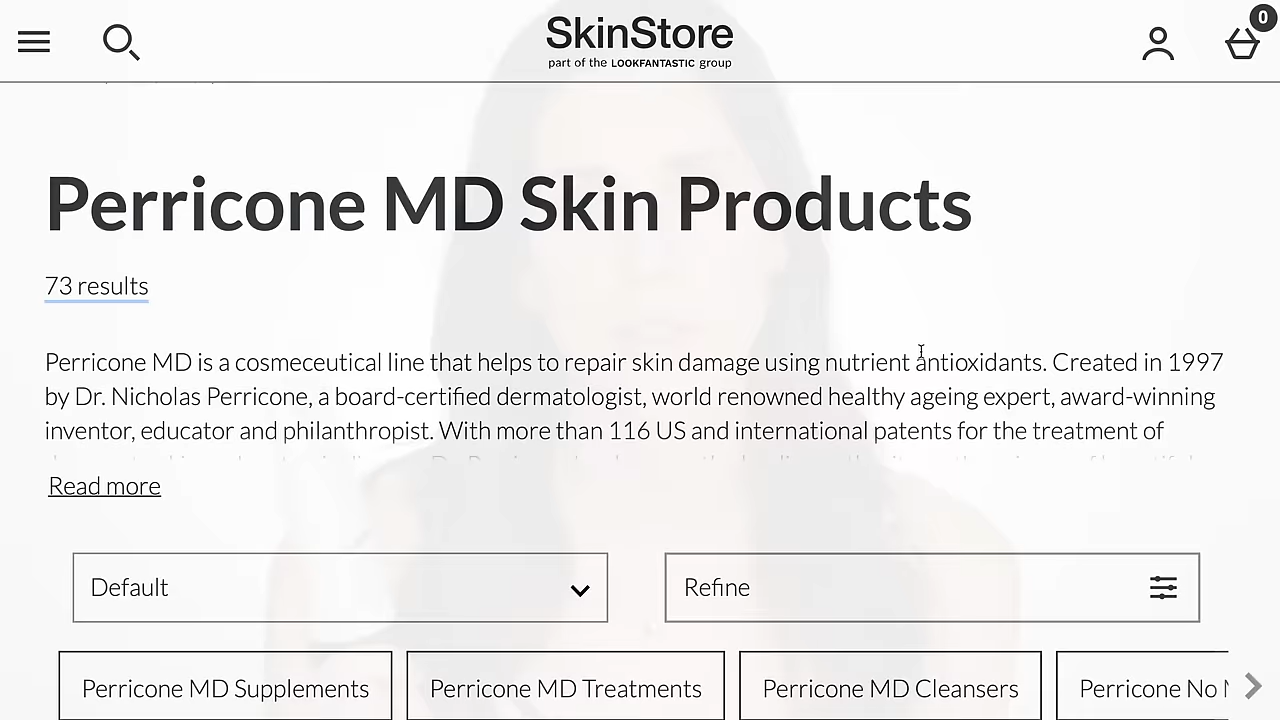 0
SkinStore
part of the LOOKFANTASTIC group
Perricone MD Skin Products
73 results
Perricone MD is a cosmeceutical line that helps to repair skin damage using nutrient antioxidants. Created in 1997
by Dr. Nicholas Perricone, a board-certified dermatologist, world renowned healthy ageing expert, award-winning
inventor, educator and philanthropist. With more than 116 US and international patents for the treatment of
Read more
Default
Refine
Perricone MD Supplements
Perricone MD Treatments
Perricone MD Cleansers
Perricone No